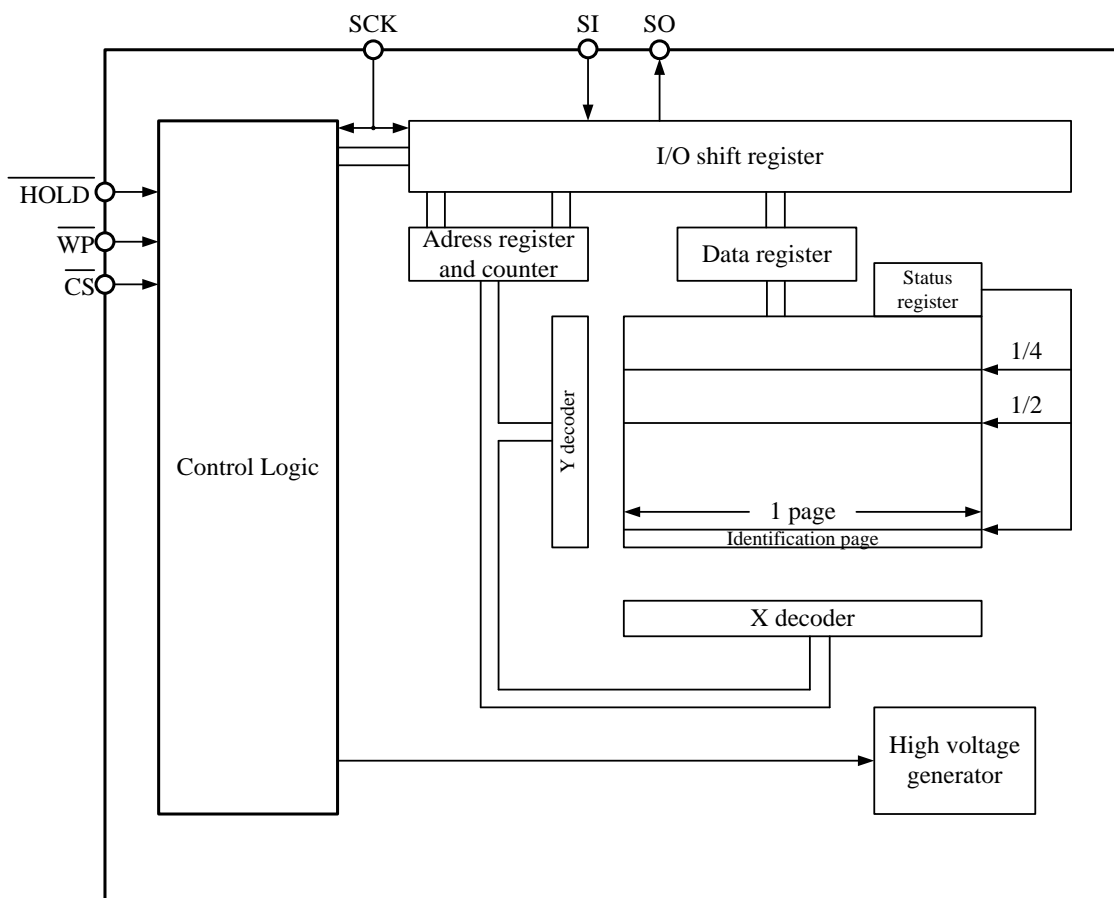 SCK
SI
SO
I/O shift register
HOLD
WP
CS
Adress register
and counter
Data register
Status
register
1/4
1/2
Y decoder
Control Logic
1 page
Identification page
X decoder
High voltage
generator